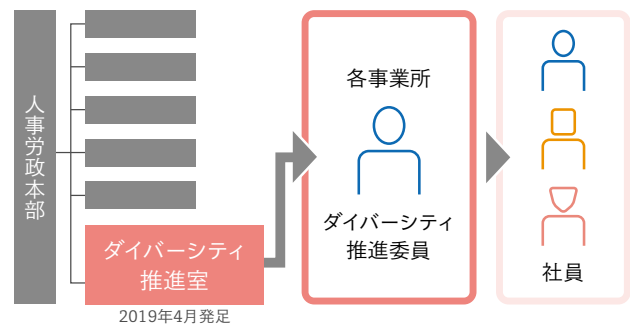 人事労政本部
ダイバーシティ
推進室
2019年4月発足
各事業所
ダイバーシティ
推進委員
社員